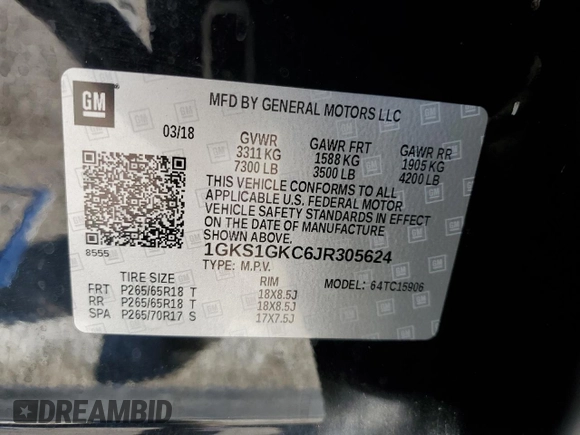 GM
MFD BY GENERAL MOTORS LLC
03/18
GVWR GAWR FRT GAWR RR
3311 KG 1588 KG 1905 KG
7300 LB 3500 LB 4200 LB
THIS VEHICLE CONFORMS TO ALL
APPLICABLE U.S. FEDERAL MOTOR
VEHICLE SAFETY STANDARDS IN EFFECT
ON THE DATE OF MANUFACTURE
SHOWN ABOVE.
8555
1GKS1GKC6JR305624
TYPE: M.P.V.
TIRE SIZE RIM MODEL: 64TC15906
FRT P265/65R18 T 18X8.5J
RR P265/65R18 T 18X8.5J
SPA P265/70R17 S 17X7.5J
DREAMBID